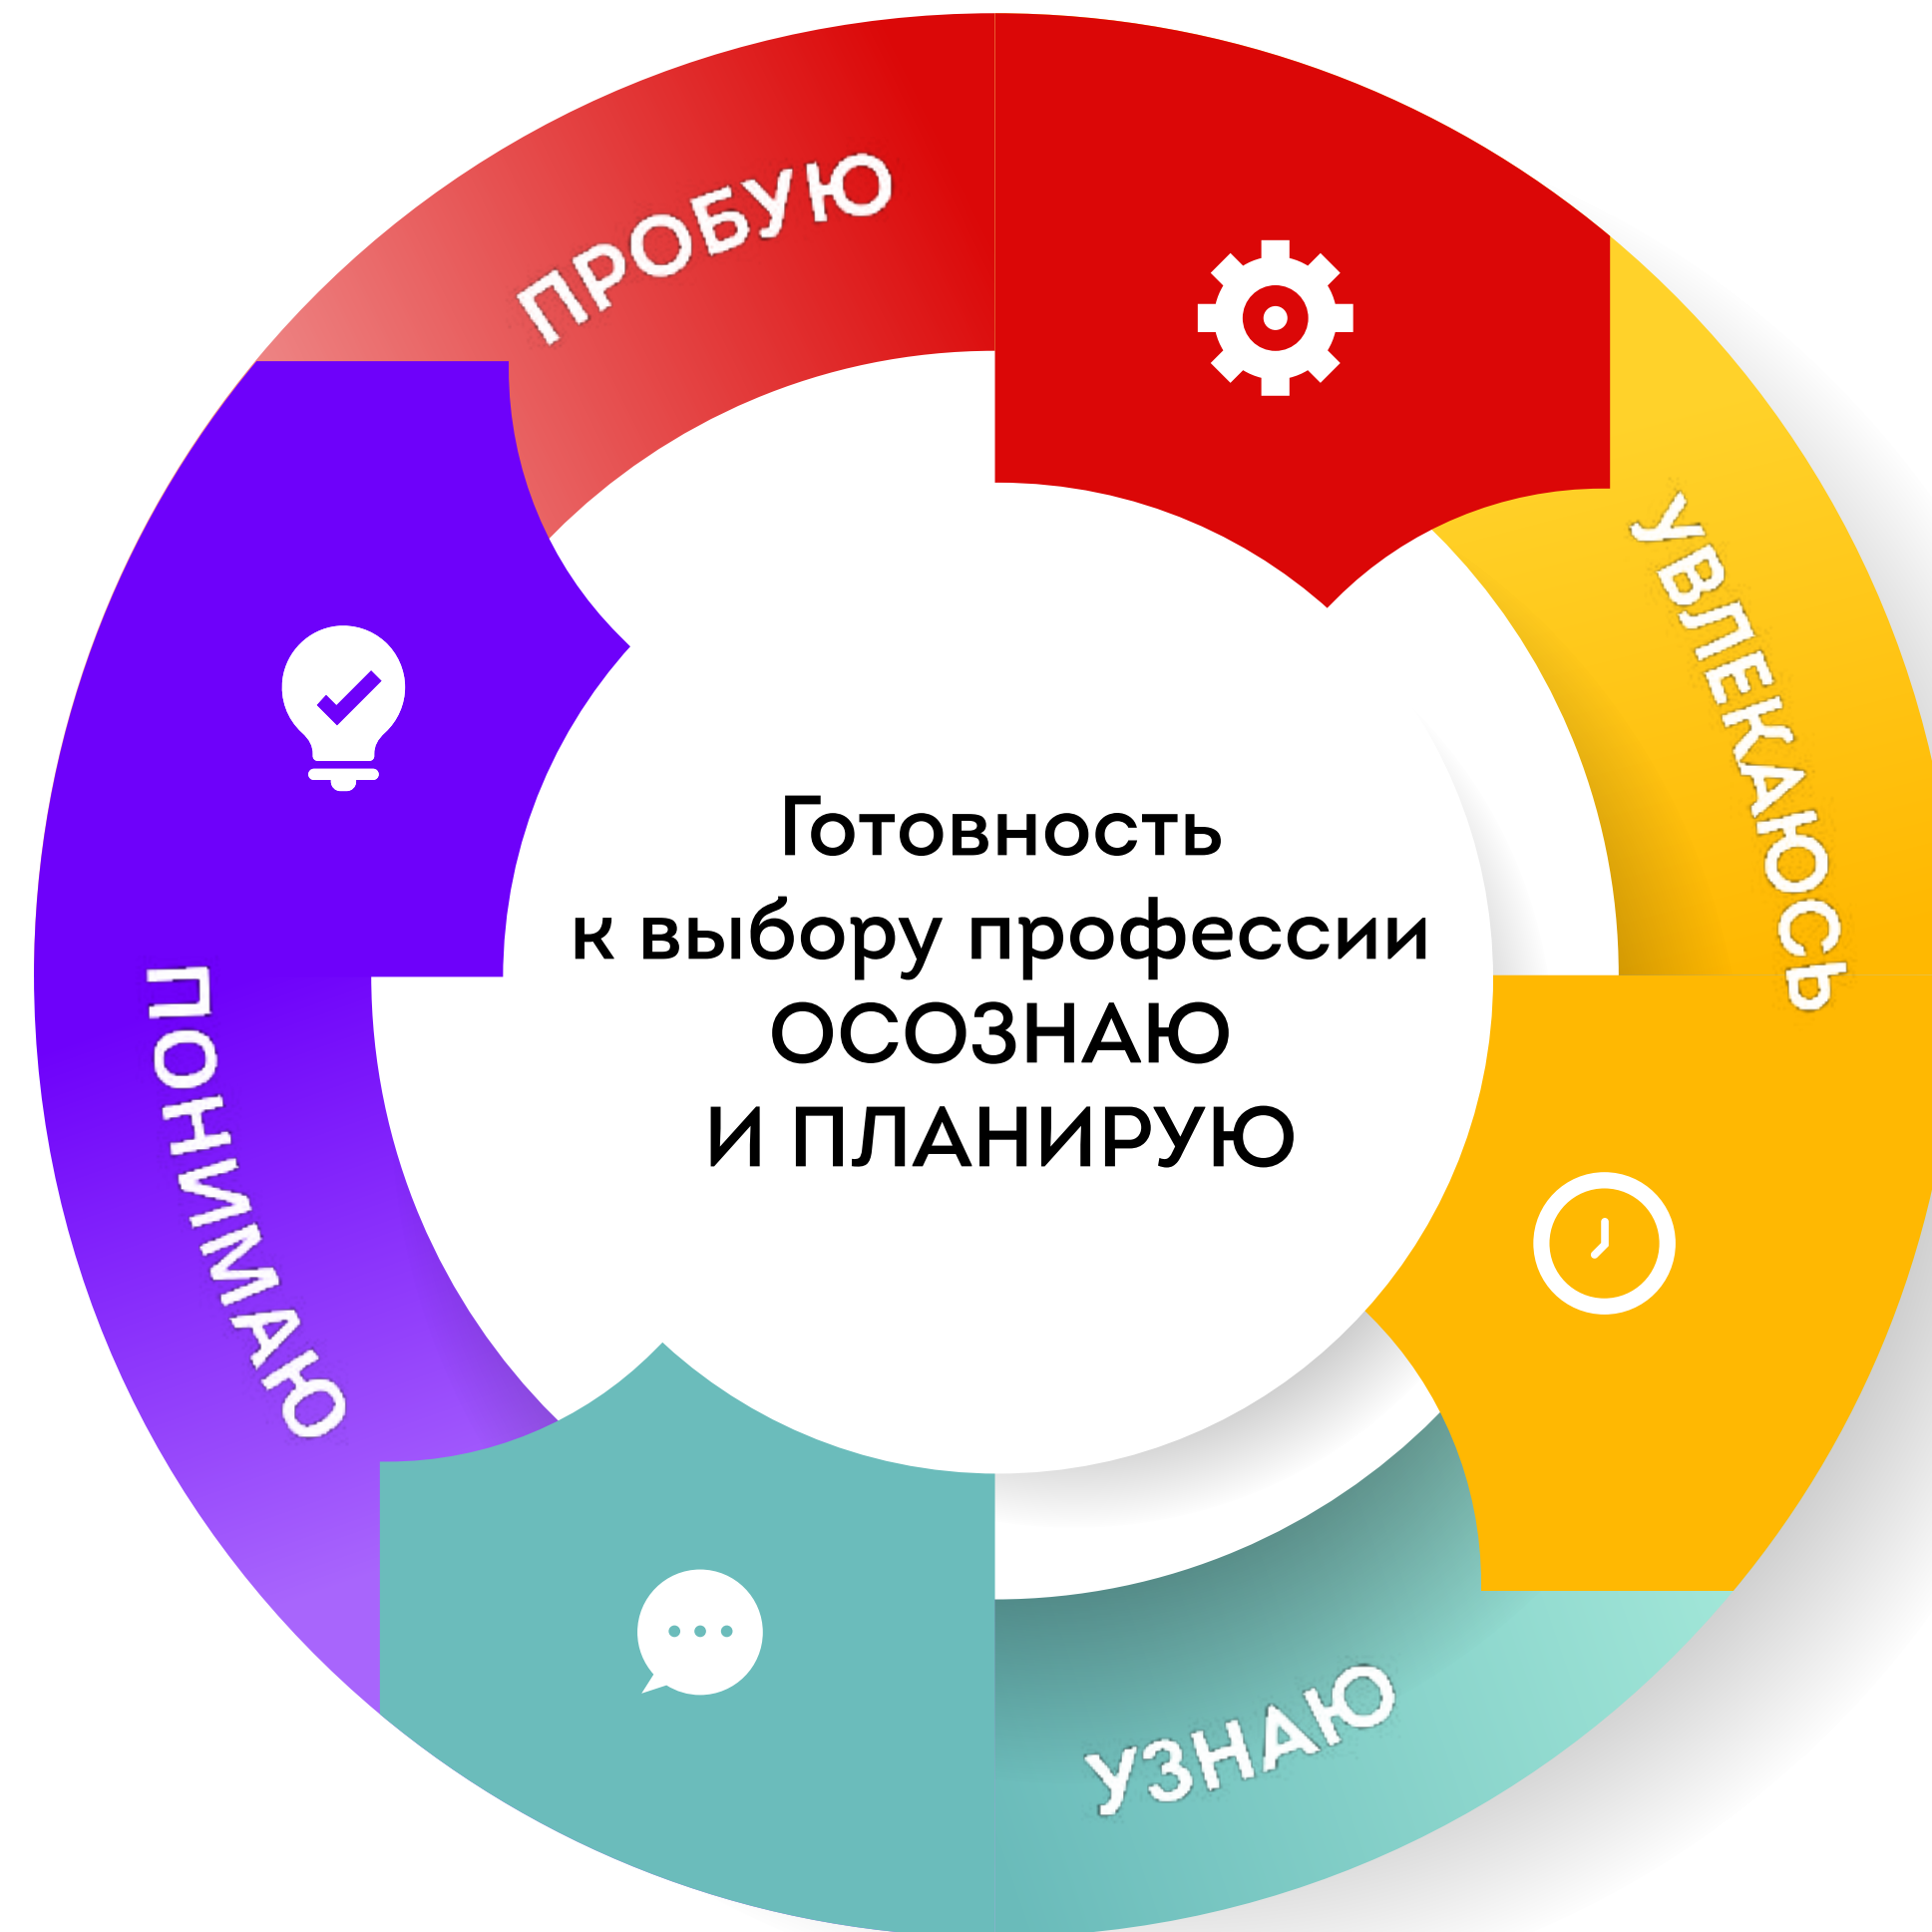 ПРОБУЮ
УВЛЕКАЮСЬ
Готовность
к выбору профессии
ОСОЗНАЮ
И ПЛАНИРУЮ
ПОНИМАЮ
УЗНАЮ